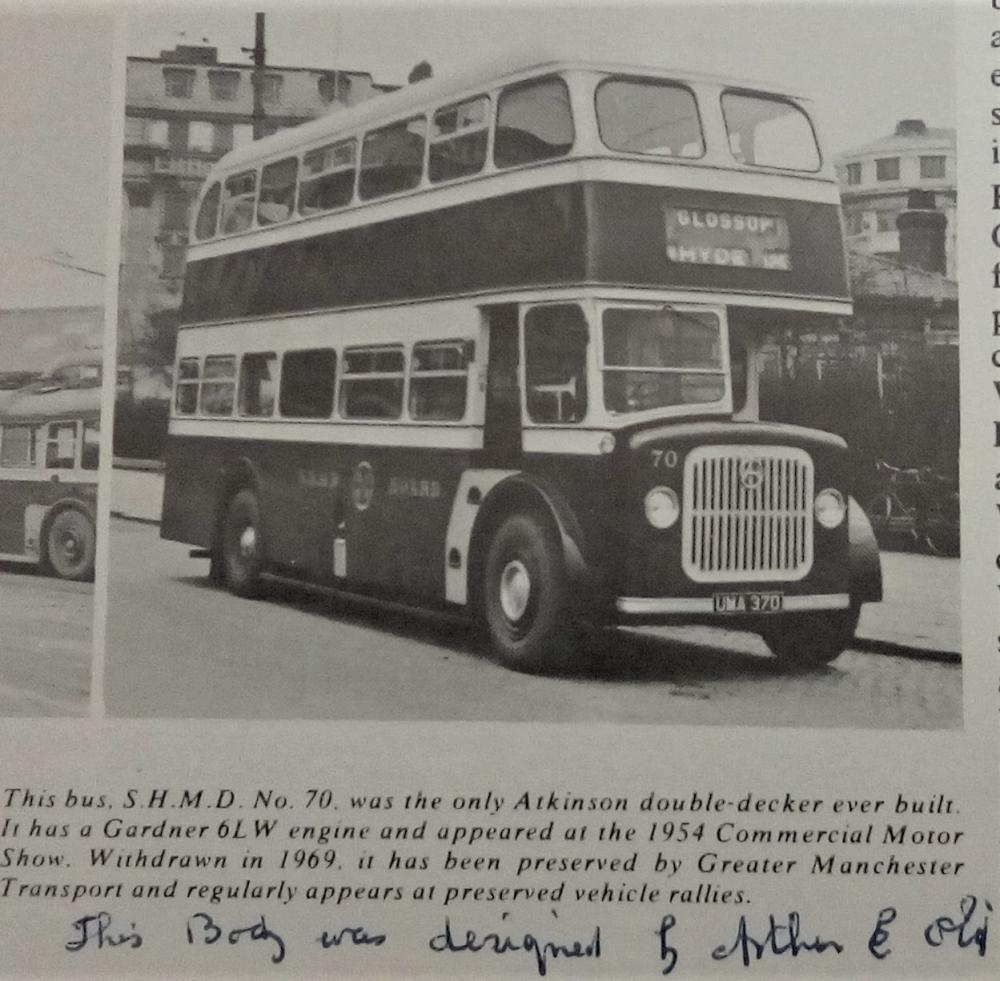 GLOSSOP
HYDE
70
UMA 370
This bus, S.H.M.D. No. 70, was the only Atkinson double-decker ever built.
It has a Gardner 6LW engine and appeared at the 1954 Commercial Motor
Show. Withdrawn in 1969, it has been preserved by Greater Manchester
Transport and regularly appears at preserved vehicle rallies.
This Body was designed by Arthur E